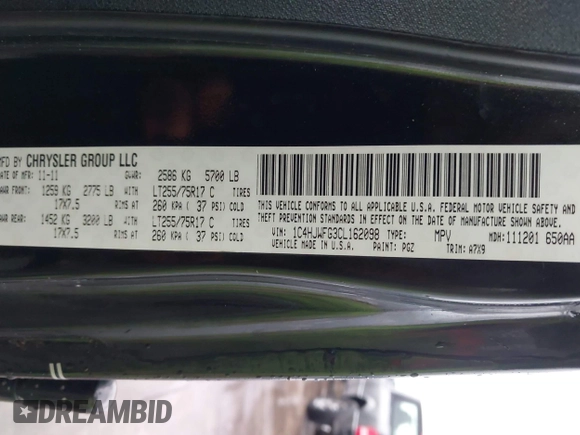 MFD BY CHRYSLER GROUP LLC
DATE OF MFR: 11-11 GVWR: 2586 KG 5700 LB
GAWR FRONT: 1259 KG 2775 LB WITH LT255/75R17 C TIRES
17X7.5 RIMS AT 260 KPA ( 37 PSI) COLD
GAWR REAR: 1452 KG 3200 LB WITH LT255/75R17 C TIRES
17X7.5 RIMS AT 260 KPA ( 37 PSI) COLD
THIS VEHICLE CONFORMS TO ALL APPLICABLE U.S.A. FEDERAL MOTOR VEHICLE SAFETY AND
THEFT PREVENTION STANDARDS IN EFFECT ON THE DATE OF MANUFACTURE SHOWN ABOVE.
VIN: 1C4HJWFG3CL162098 TYPE: MPV MDH: 111201 650AA
VEHICLE MADE IN U.S.A. PAINT: PGZ TRIM: A7X9
DREAMBID